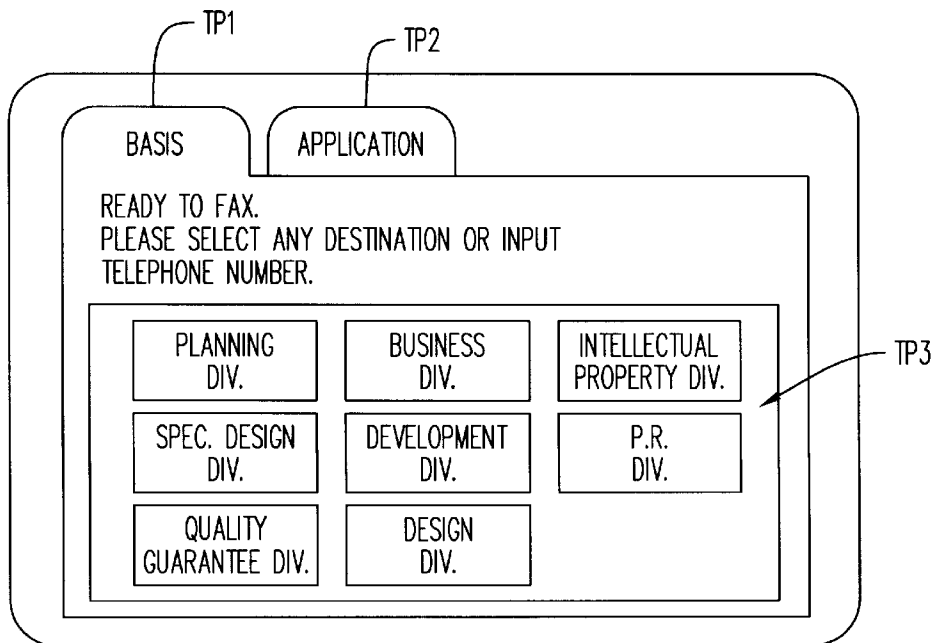 TP1
TP2
BASIS
APPLICATION
READY TO FAX.
PLEASE SELECT ANY DESTINATION OR INPUT
TELEPHONE NUMBER.
PLANNING
DIV.
BUSINESS
DIV.
INTELLECTUAL
PROPERTY DIV.
TP3
SPEC. DESIGN
DIV.
DEVELOPMENT
DIV.
P.R.
DIV.
QUALITY
GUARANTEE DIV.
DESIGN
DIV.